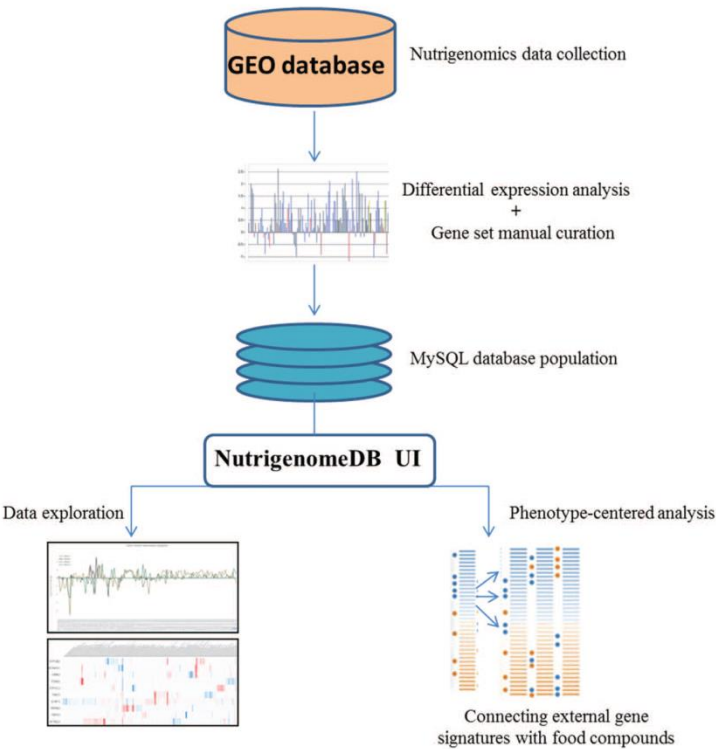 GEO database
Nutrigenomics data collection
Differential expression analysis
+
Gene set manual curation
MySQL database population
NutrigenomeDB UI
Data exploration
Phenotype-centered analysis
Connecting external gene
signatures with food compounds